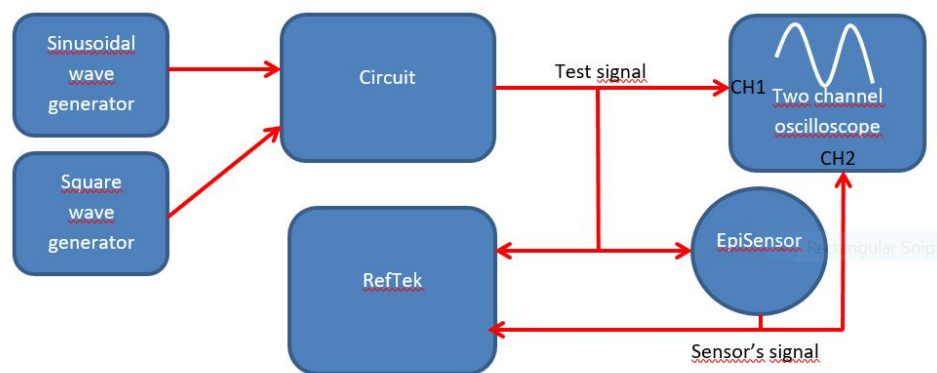 Sinusoidal
wave
generator
Circuit
Test signal
CH1
Two channel
oscilloscope
CH2
Square
wave
generator
RefTek
EpiSensor
Rectangular Snip
Sensor's signal